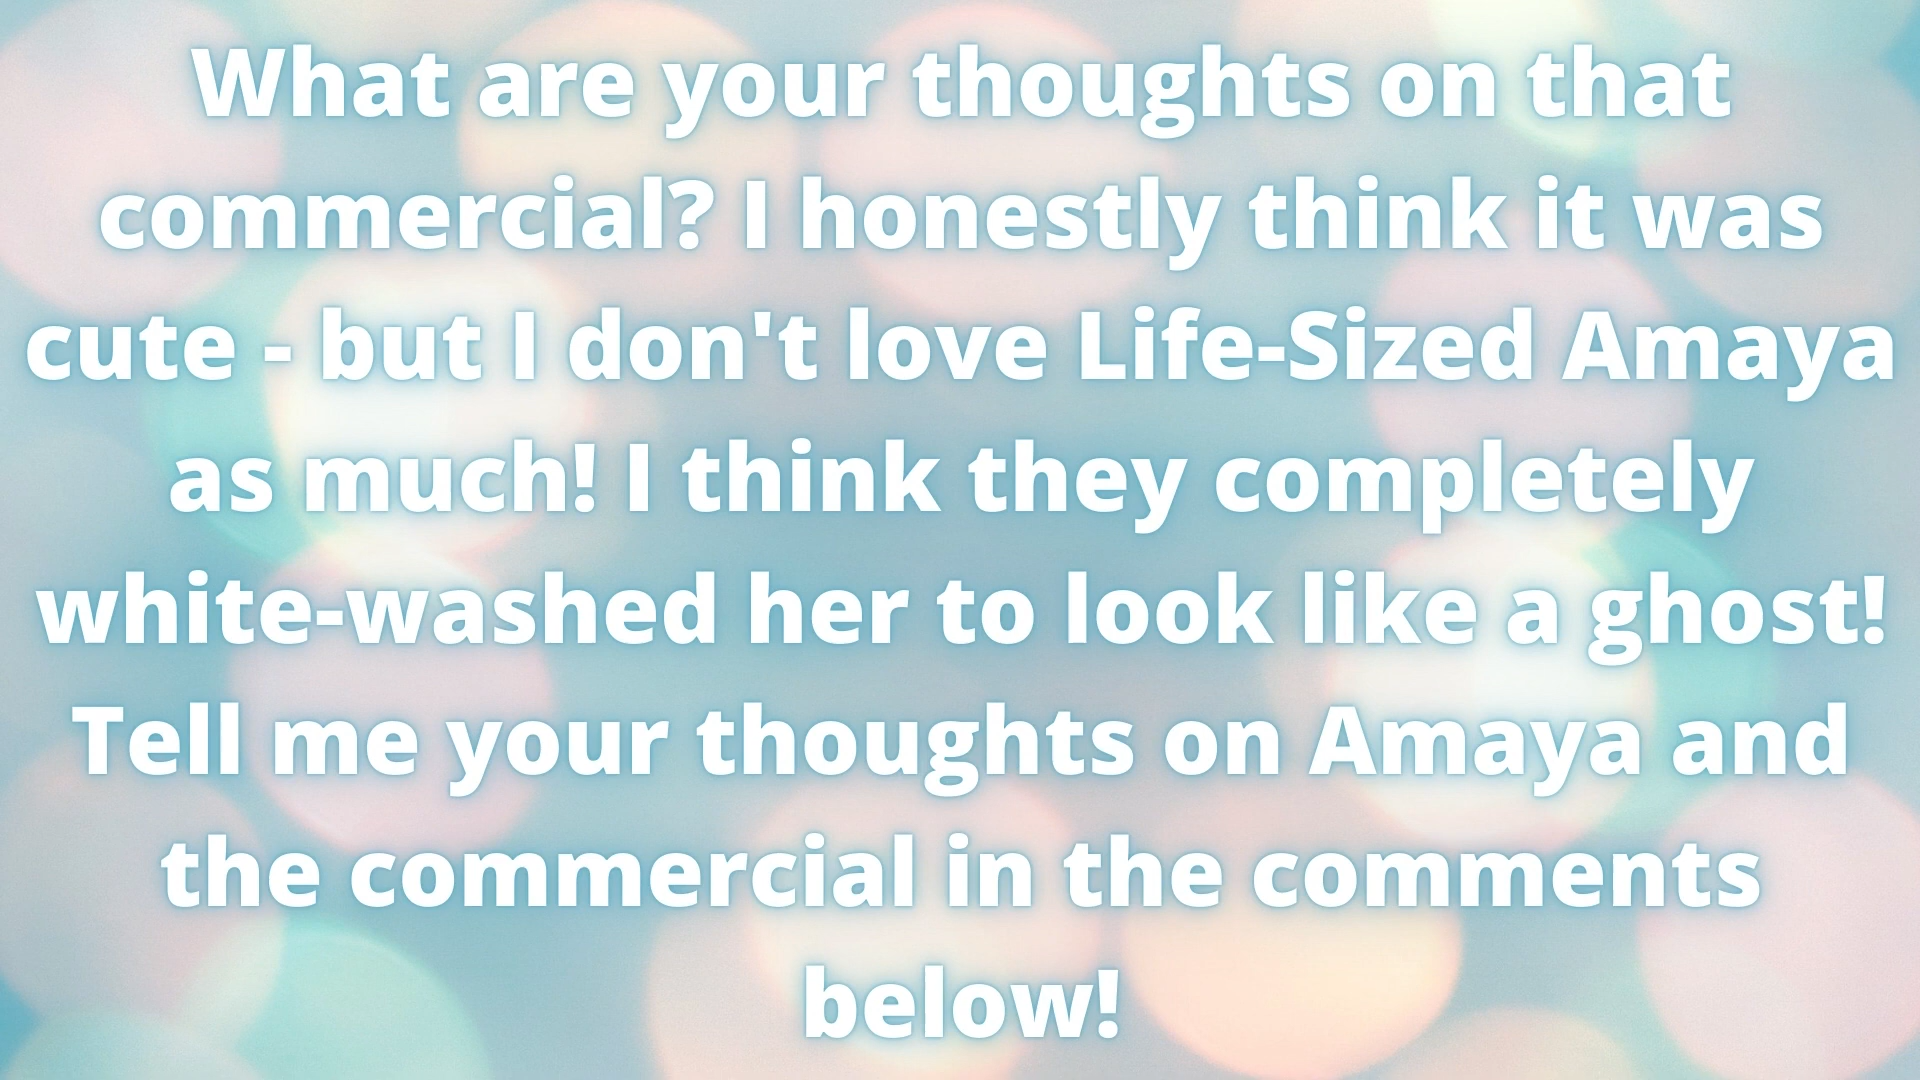 What are your thoughts on that
commercial? I honestly think it was
cute - but I don't love Life-Sized Amaya
as much! I think they completely
white-washed her to look like a ghost!
Tell me your thoughts on Amaya and
the commercial in the comments
below!